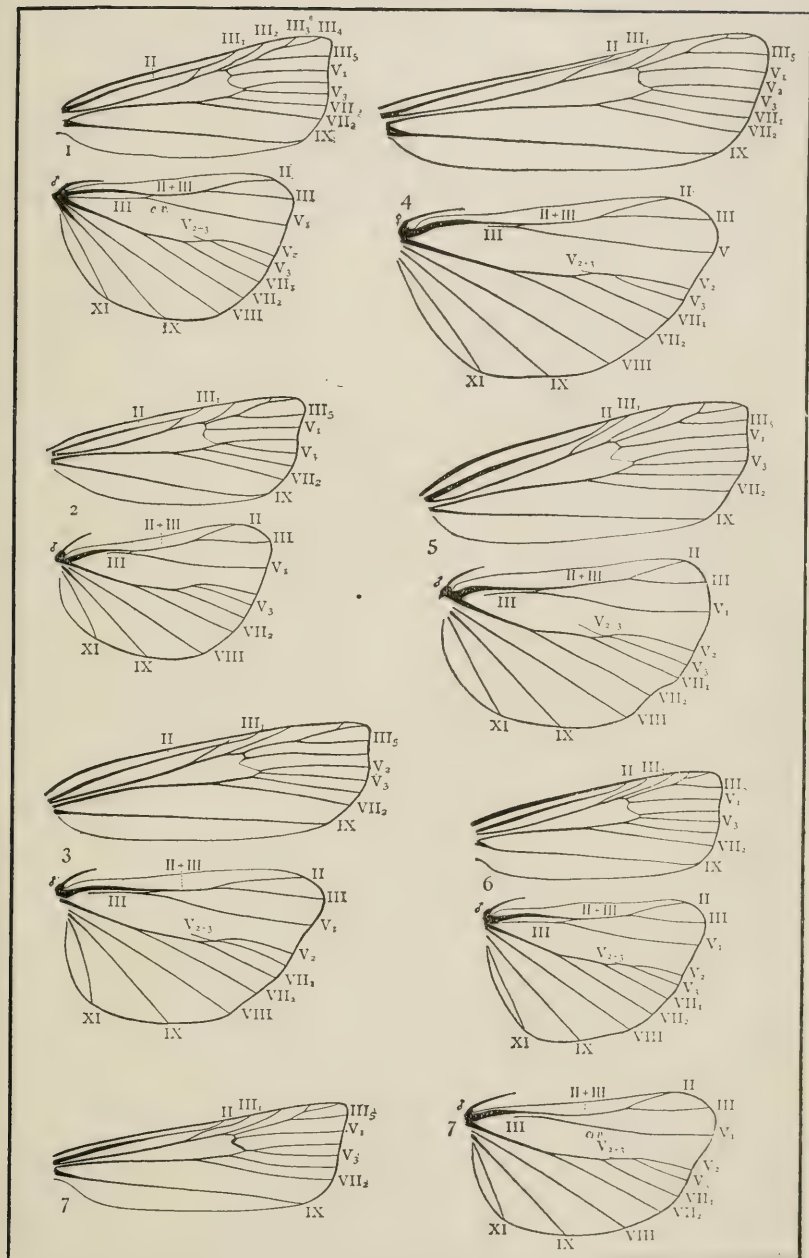 III₁ III₂ III₃ III₄
II
III₅
V₁
V₃
VII₂
IX
1
♂
II
II+III
III
III c.v.
V₁
V₂₊₃
V₂
V₃
VII₁
VII₂
VIII
IX
XI
II III₁
III₅
V₁
V₂
V₃
VII₁
VII₂
IX
4
♀
II
II+III
III
III
V
V₂₊₃
V₂
V₃
VII₁
VII₂
VIII
IX
XI
II III₁
III₅
V₁
V₃
VII₂
IX
2
♂
II+III II
III
III
V₁
V₃
VII₂
VIII
IX
XI
II III₁
III₅
V₁
V₃
VII₂
IX
5
♂
II
II+III
III
III
V₁
V₂₋₃
V₂
V₃
VII₁
VII₂
VIII
IX
XI
II III₁
III₅
V₂
V₃
VII₂
IX
3
♂
II+III
II
III
III
V₁
V₂₋₃
V₂
VII₁
VII₂
VIII
IX
XI
II
V₁
V₃
VII₂
IX
6
♂
II
II+III
III
III
V₁
V₂₋₃
V₂
V₃
VII₁
VII₂
VIII
IX
XI
II III₁
III₅
V₁
V₃
VII₂
IX
7
♂
7
II+III
II
III
III
V₁
V₂₊₃
V₂
VII₁
VII₂
VIII
IX
XI